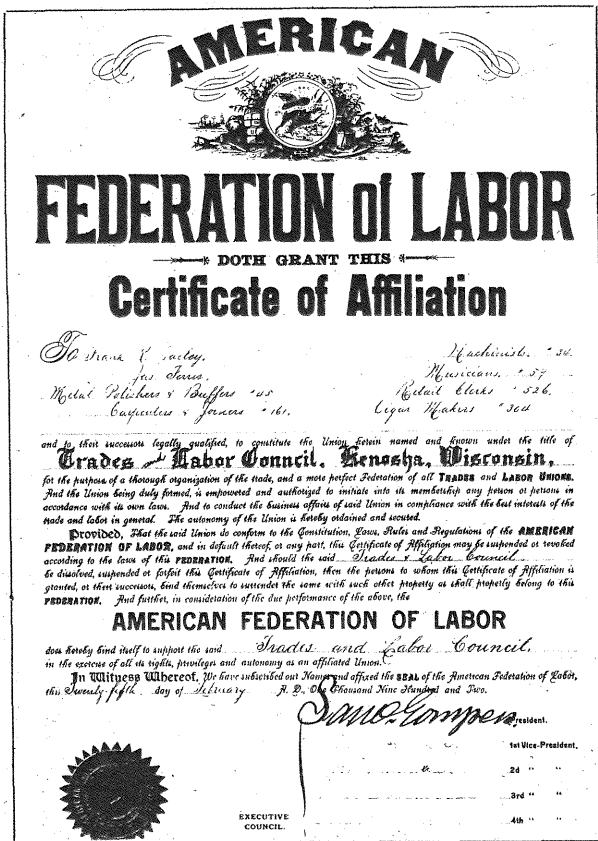 AMERICAN
FEDERATION of LABOR
DOTH GRANT THIS
Certificate of Affiliation
To Frank
Machinists. # 34.
Jas.
Musicians. # 59
Metal Polishers & Buffers # 45
Retail Clerks # 526.
Carpenters & Joiners # 161.
Cigar Makers # 304
and to their successors legally qualified, to constitute the Union herein named and known under the title of
Trades and Labor Council, Kenosha, Wisconsin,
for the purpose of a thorough organization of the trade, and a more perfect Federation of all TRADES and LABOR UNIONS.
And the Union being duly formed, is empowered and authorized to initiate into its membership any person or persons in
accordance with its own laws. And to conduct the business affairs of said Union in compliance with the best interests of the
trade and labor in general. The autonomy of the Union is hereby ordained and secured.
Provided, That the said Union do conform to the Constitution, Laws, Rules and Regulations of the AMERICAN
FEDERATION OF LABOR, and in default thereof, or any part, this Certificate of Affiliation may be suspended or revoked
according to the laws of this FEDERATION. And should the said Trades & Labor Council
be dissolved, suspended or forfeit this Certificate of Affiliation, then the persons to whom this Certificate of Affiliation is
granted, or their successors, bind themselves to surrender the same with such other property as shall properly belong to this
FEDERATION. And further, in consideration of the due performance of the above, the
AMERICAN FEDERATION OF LABOR
does hereby bind itself to support the said Trades and Labor Council.
in the exercise of all its rights, privileges and autonomy as an affiliated Union.
In Witness Whereof, We have subscribed our Names and affixed the SEAL of the American Federation of Labor,
this Twenty-fifth day of February A. D., One Thousand Nine Hundred and Two.
Saml Gompers President.
1st Vice-President.
2d " "
3rd " "
4th " "
EXECUTIVE
COUNCIL.